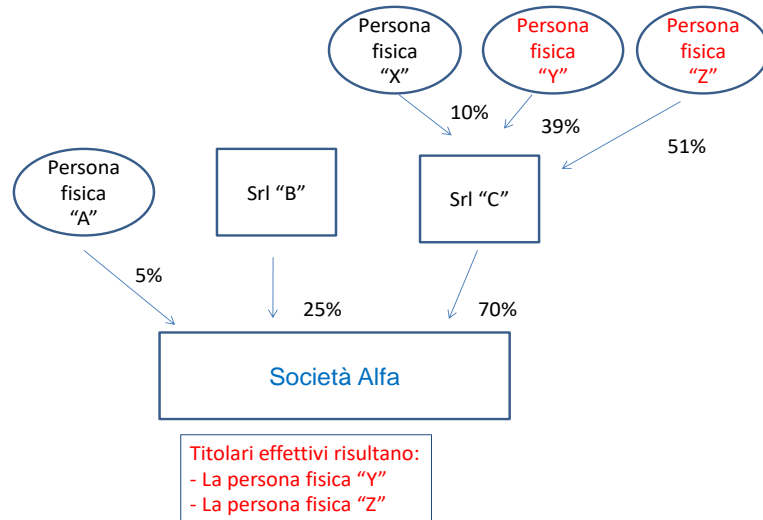 Persona
fisica
“X”
Persona
fisica
“Y”
Persona
fisica
“Z”
10%
39%
51%
Persona
fisica
“A”
Srl “B”
Srl “C”
5%
25%
70%
Società Alfa
Titolari effettivi risultano:
- La persona fisica “Y”
- La persona fisica “Z”